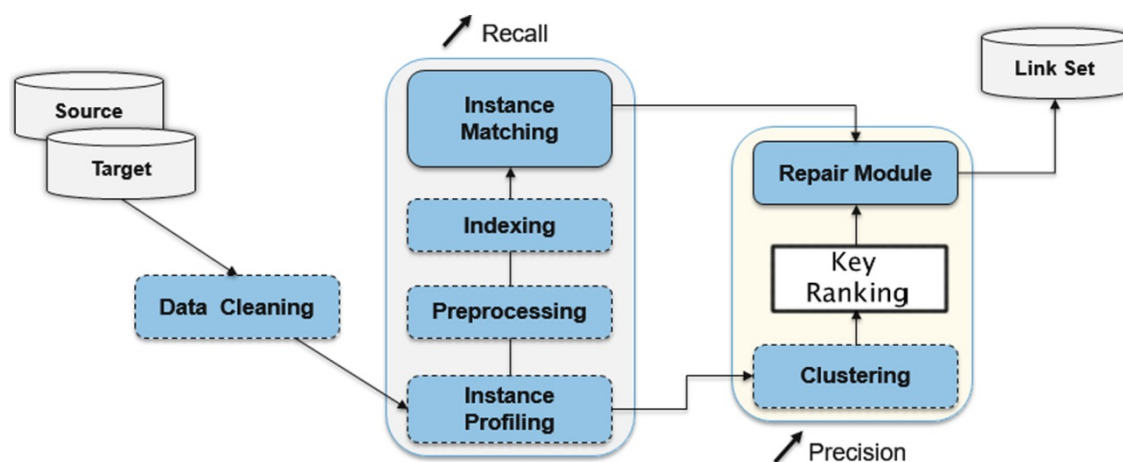 Recall
Source
Target
Data Cleaning
Instance
Matching
Indexing
Preprocessing
Instance
Profiling
Link Set
Repair Module
Key
Ranking
Clustering
Precision